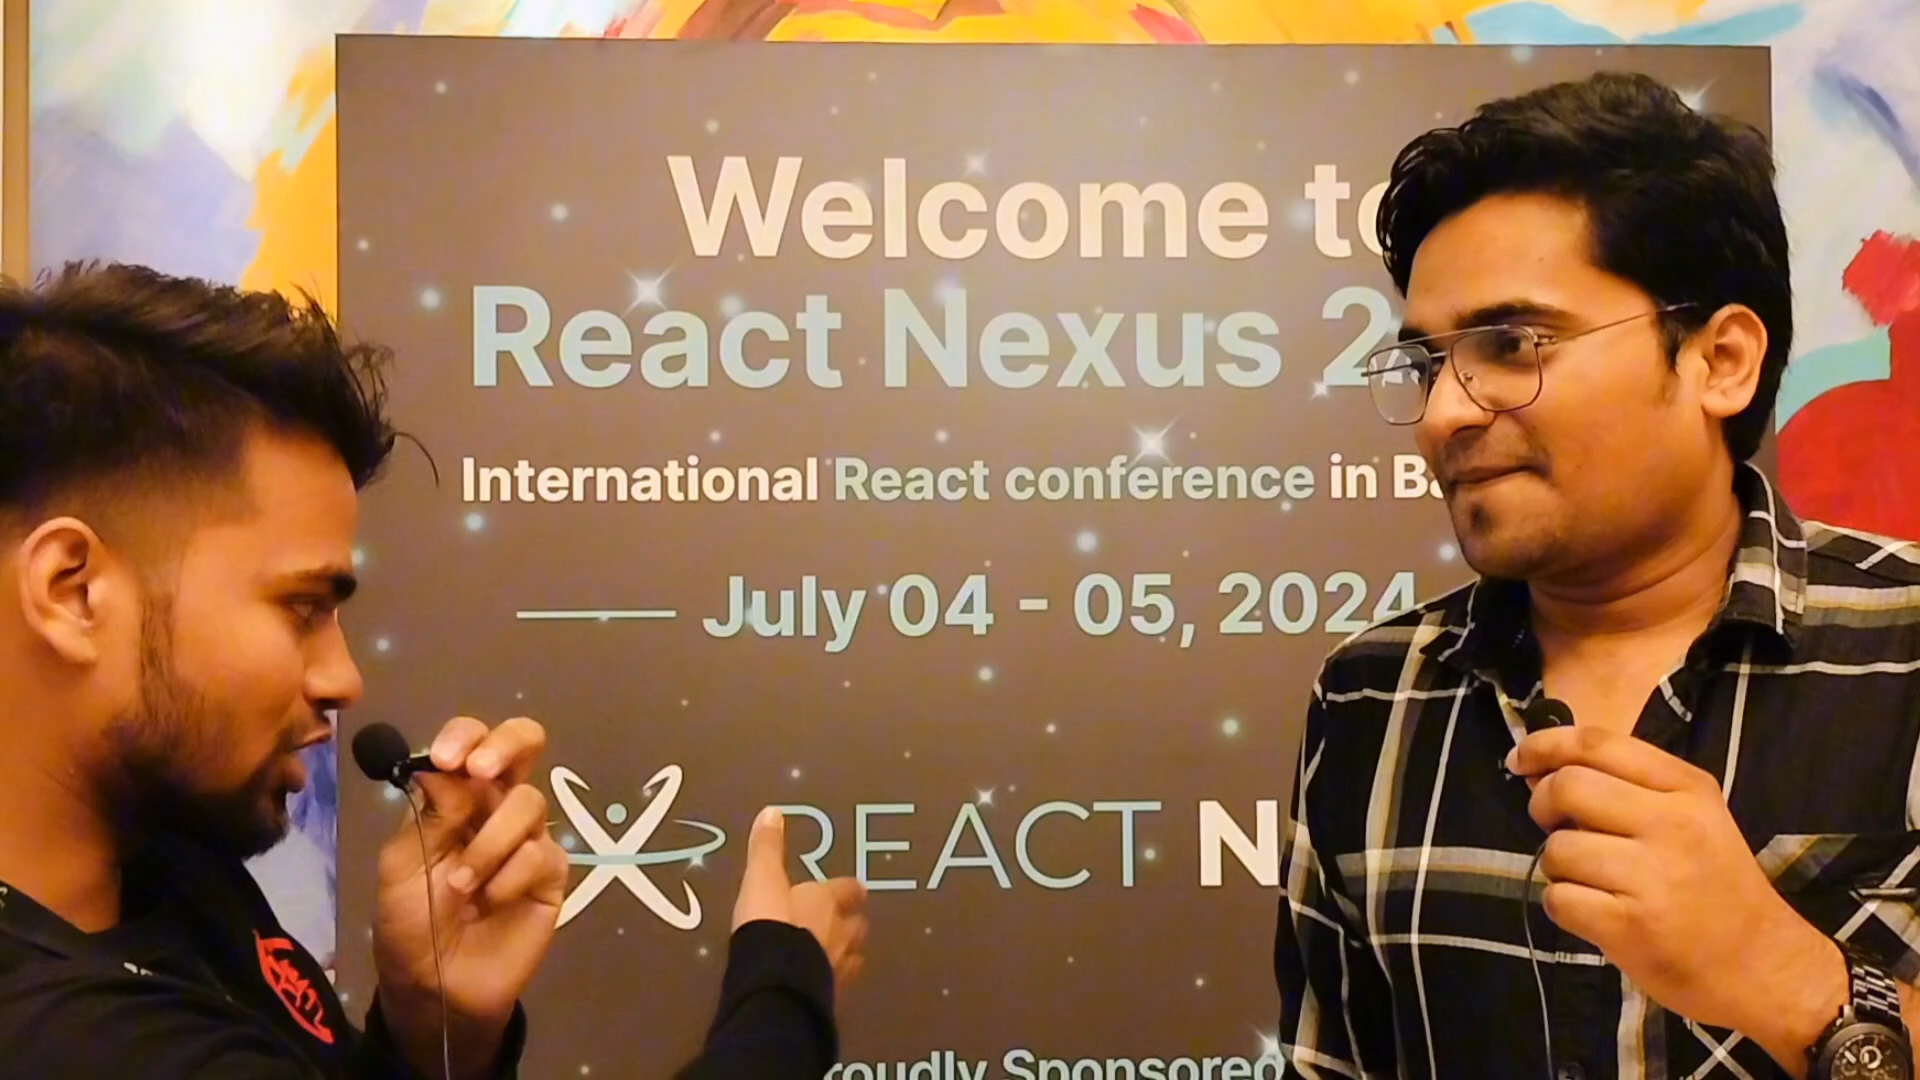 Welcome to
React Nexus 2
International React conference in Ba
July 04 - 05, 2024
REACT N
roudly Sponsored